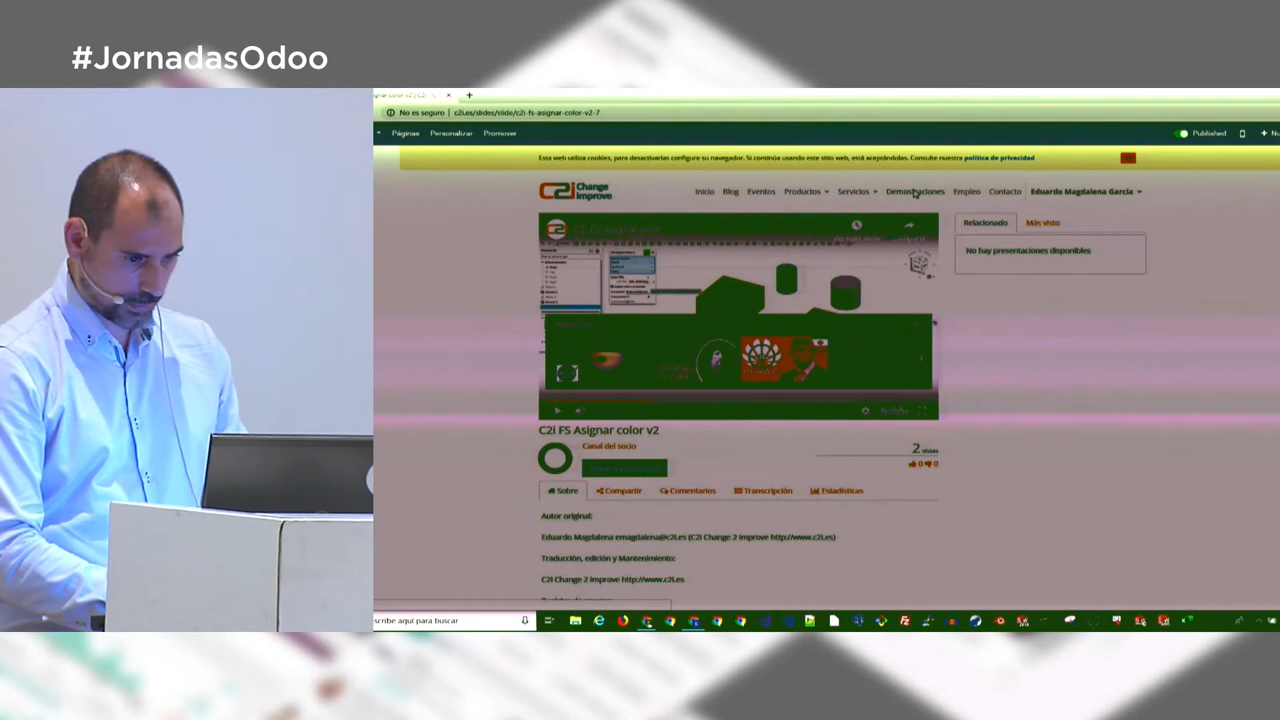 #JornadasOdoo
No es seguro | c2i.es/slides/slide/c2i-fs-asignar-color-v2-7
Páginas Personalizar Promover Published
Esta web utiliza cookies, para desactivarlas configure su navegador. Si continúa usando este sitio web, está aceptándolas. Consulte nuestra política de privacidad
C2i Change Improve
Inicio Blog Eventos Productos Servicios Demostraciones Empleo Contacto Eduardo Magdalena García
Relacionado Más visto
No hay presentaciones disponibles
C2i FS Asignar color v2
Canal del socio
2 vistas
0 0
Sobre Compartir Comentarios Transcripción Estadísticas
Autor original:
Eduardo Magdalena emagdalena@c2i.es (C2i Change 2 Improve http://www.c2i.es)
Traducción, edición y Mantenimiento:
C2i Change 2 Improve http://www.c2i.es
scribe aquí para buscar